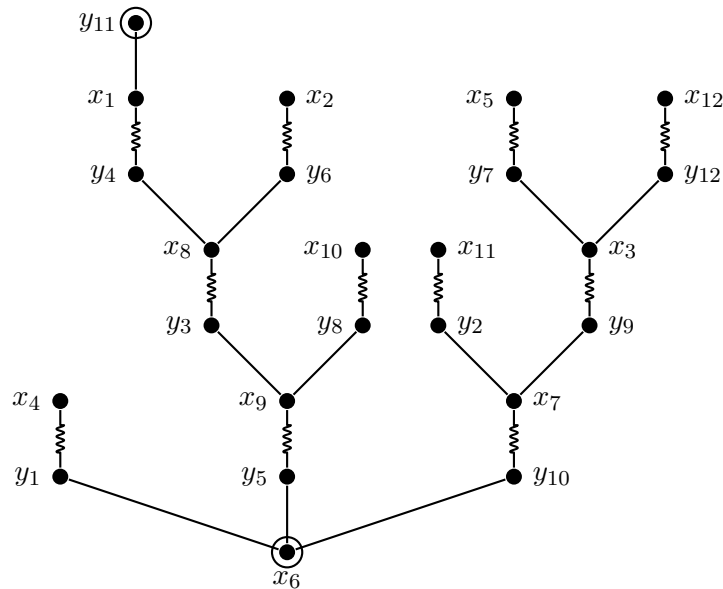 y₁₁
x₁ x₂ x₅ x₁₂
y₄ y₆ y₇ y₁₂
x₈ x₁₀ x₁₁ x₃
y₃ y₈ y₂ y₉
x₄ x₉ x₇
y₁ y₅ y₁₀
x₆